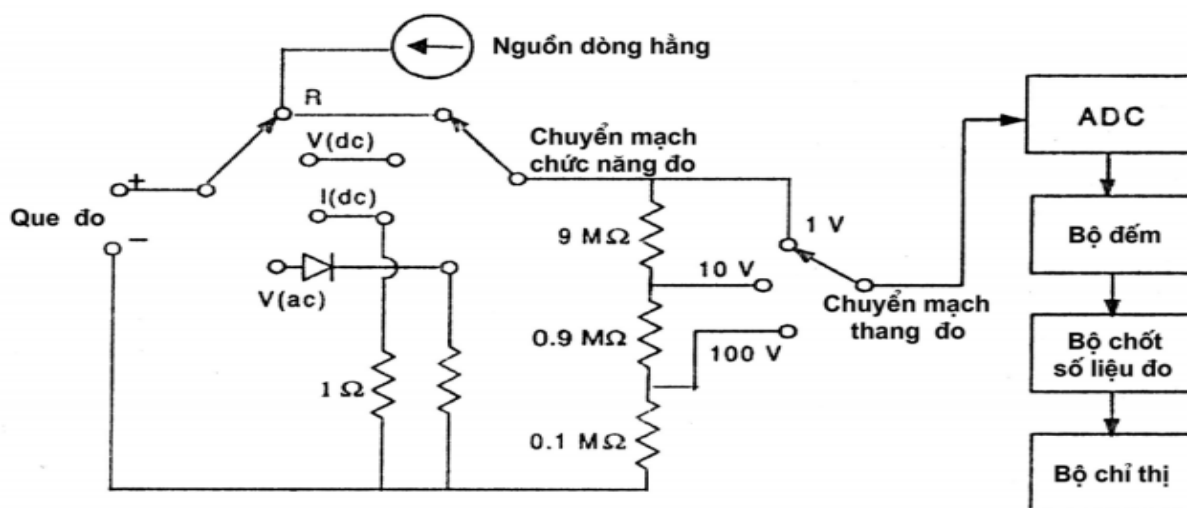 Nguồn dòng hằng
R
V(dc)
Chuyển mạch
chức năng đo
ADC
+
Que đo
−
I(dc)
9 MΩ
1 V
Bộ đếm
V(ac)
10 V
Chuyển mạch
thang đo
0.9 MΩ
100 V
Bộ chốt
số liệu đo
1 Ω
0.1 MΩ
Bộ chỉ thị